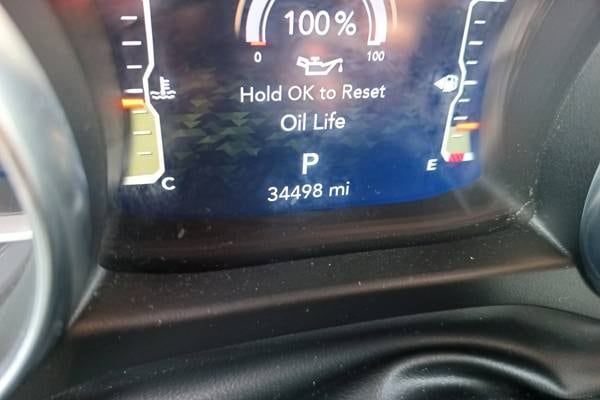 100%
0 100
Hold OK to Reset
Oil Life
P
C E
34498 mi